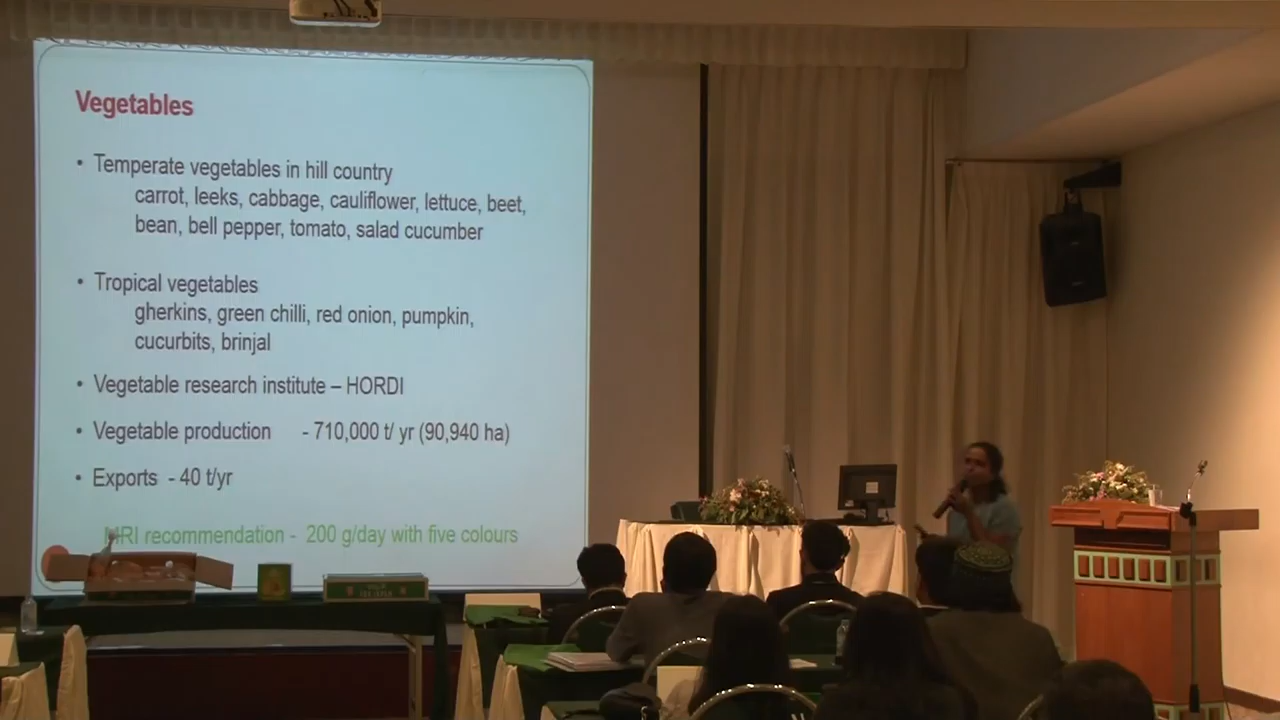 Vegetables
• Temperate vegetables in hill country
carrot, leeks, cabbage, cauliflower, lettuce, beet,
bean, bell pepper, tomato, salad cucumber
• Tropical vegetables
gherkins, green chilli, red onion, pumpkin,
cucurbits, brinjal
• Vegetable research institute – HORDI
• Vegetable production - 710,000 t/ yr (90,940 ha)
• Exports - 40 t/yr
MRI recommendation - 200 g/day with five colours